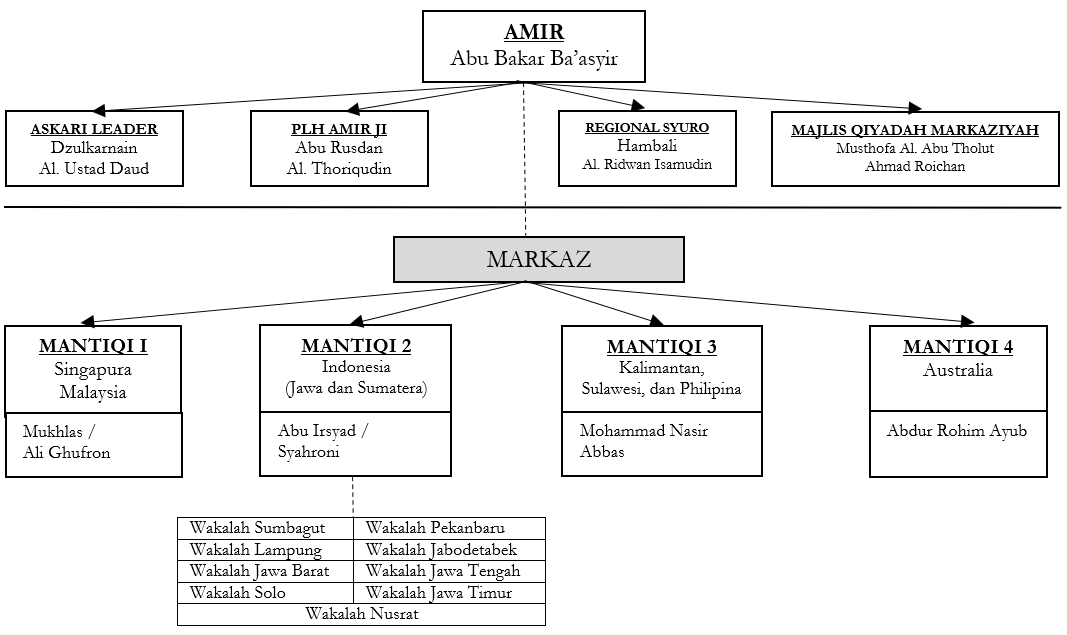 AMIR
Abu Bakar Ba’asyir
ASKARI LEADER
Dzulkarnain
Al. Ustad Daud
PLH AMIR JI
Abu Rusdan
Al. Thoriqudin
REGIONAL SYURO
Hambali
Al. Ridwan Isamudin
MAJLIS QIYADAH MARKAZIYAH
Musthofa Al. Abu Tholut
Ahmad Roichan
MARKAZ
MANTIQI I
Singapura
Malaysia
Mukhlas /
Ali Ghufron
MANTIQI 2
Indonesia
(Jawa dan Sumatera)
Abu Irsyad /
Syahroni
MANTIQI 3
Kalimantan,
Sulawesi, dan Philipina
Mohammad Nasir
Abbas
MANTIQI 4
Australia
Abdur Rohim Ayub
Wakalah Sumbagut
Wakalah Pekanbaru
Wakalah Lampung
Wakalah Jabodetabek
Wakalah Jawa Barat
Wakalah Jawa Tengah
Wakalah Solo
Wakalah Jawa Timur
Wakalah Nusrat